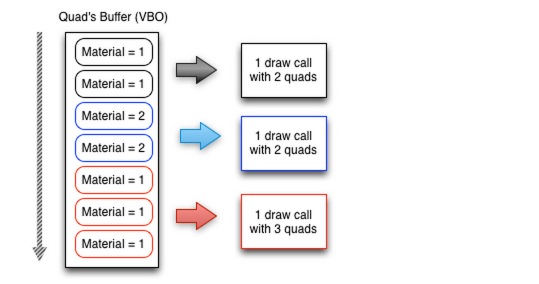 Quad's Buffer (VBO)
Material = 1
Material = 1
Material = 2
Material = 2
Material = 1
Material = 1
Material = 1
1 draw call
with 2 quads
1 draw call
with 2 quads
1 draw call
with 3 quads